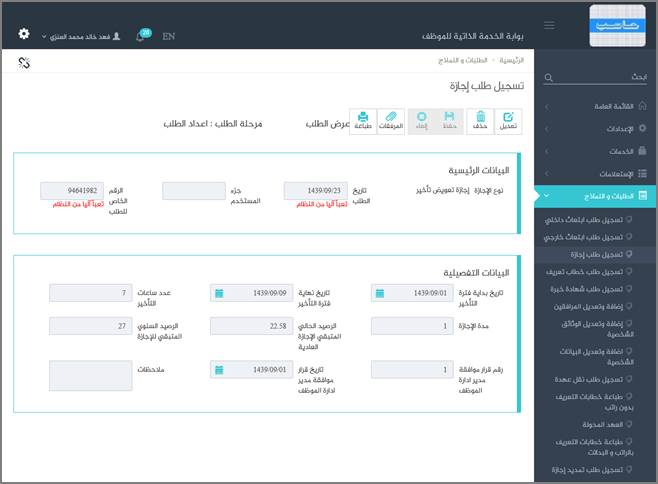 حاسب
بوابة الخدمة الذاتية للموظف
EN
20
فهد خالد محمد العنزي
ابحث
القائمة العامة
الإعدادات
الخدمات
الإستعلامات
الطلبات و النماذج
تسجيل طلب ابتعاث داخلي
تسجيل طلب ابتعاث خارجي
تسجيل طلب إجازة
تسجيل طلب خطاب تعريف
تسجيل طلب شهادة خبرة
إضافة وتعديل المرافقين
إضافة وتعديل الوثائق
الشخصية
اضافة وتعديل البيانات
الشخصية
تسجيل طلب نقل عهدة
طباعة خطابات التعريف
بدون راتب
العهد المحولة
طباعة خطابات التعريف
بالراتب و البدلات
تسجيل طلب تمديد إجازة
الرئيسية - الطلبات و النماذج
تسجيل طلب إجازة
تعديل
حذف
حفظ
إلغاء
المرفقات
طباعة
عرض الطلب
مرحلة الطلب : اعداد الطلب
البيانات الرئيسية
نوع الإجازة إجازة تعويض تأخير
تاريخ
الطلب
1439/09/23
تعبأ آليا من النظام
جزء
المستخدم
الرقم
الخاص
للطلب
94641982
تعبأ آليا من النظام
البيانات التفصيلية
تاريخ بداية فترة
التأخير
1439/09/01
تاريخ نهاية
فترة التأخير
1439/09/09
عدد ساعات
التأخير
7
مدة الإجازة
1
الرصيد الحالي
المتبقي الإجازة
العادية
22.58
الرصيد السنوي
المتبقي للإجازة
27
رقم قرار موافقة
مدير ادارة
الموظف
1
تاريخ قرار
موافقة مدير
ادارة الموظف
1439/09/01
ملاحظات